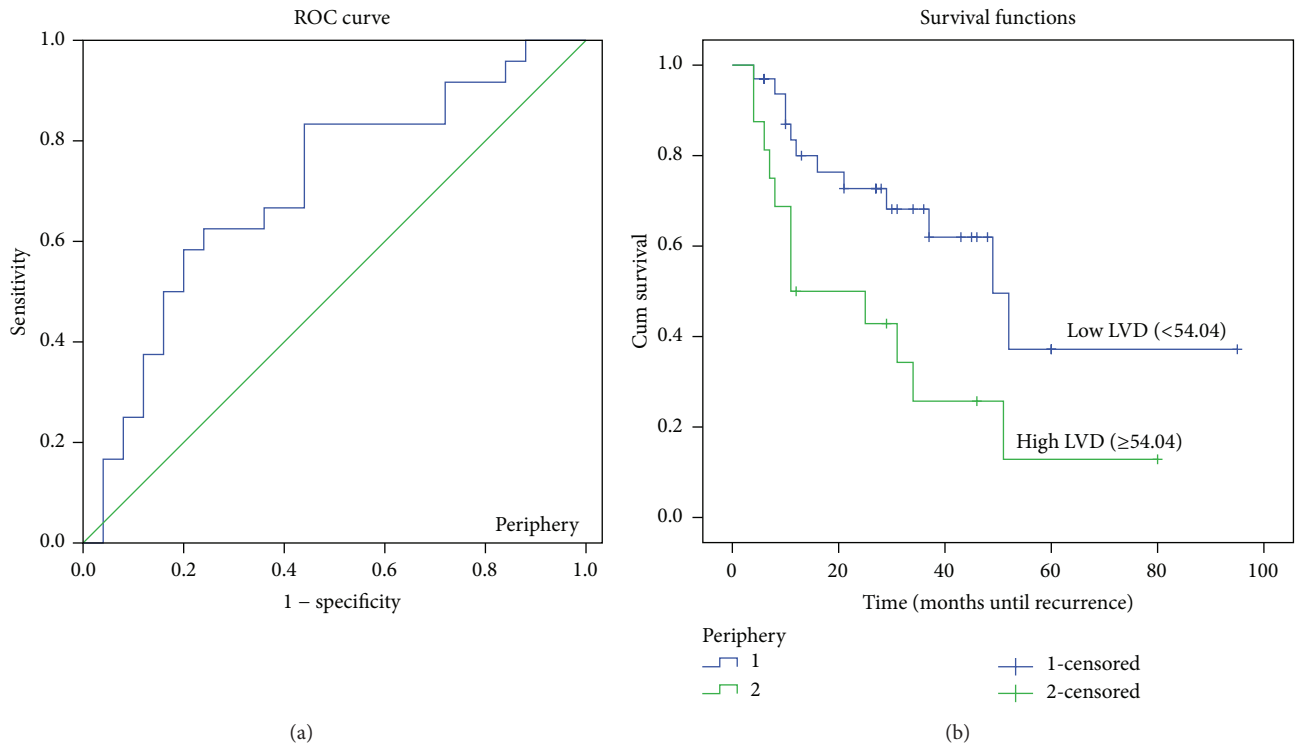 ROC curve
1.0
0.8
0.6
0.4
0.2
0.0
Sensitivity
Periphery
0.0 0.2 0.4 0.6 0.8 1.0
1 − specificity
(a)
Survival functions
1.0
0.8
0.6
0.4
0.2
0.0
Cum survival
Low LVD (<54.04)
High LVD (≥54.04)
0 20 40 60 80 100
Time (months until recurrence)
Periphery
1 1-censored
2 2-censored
(b)